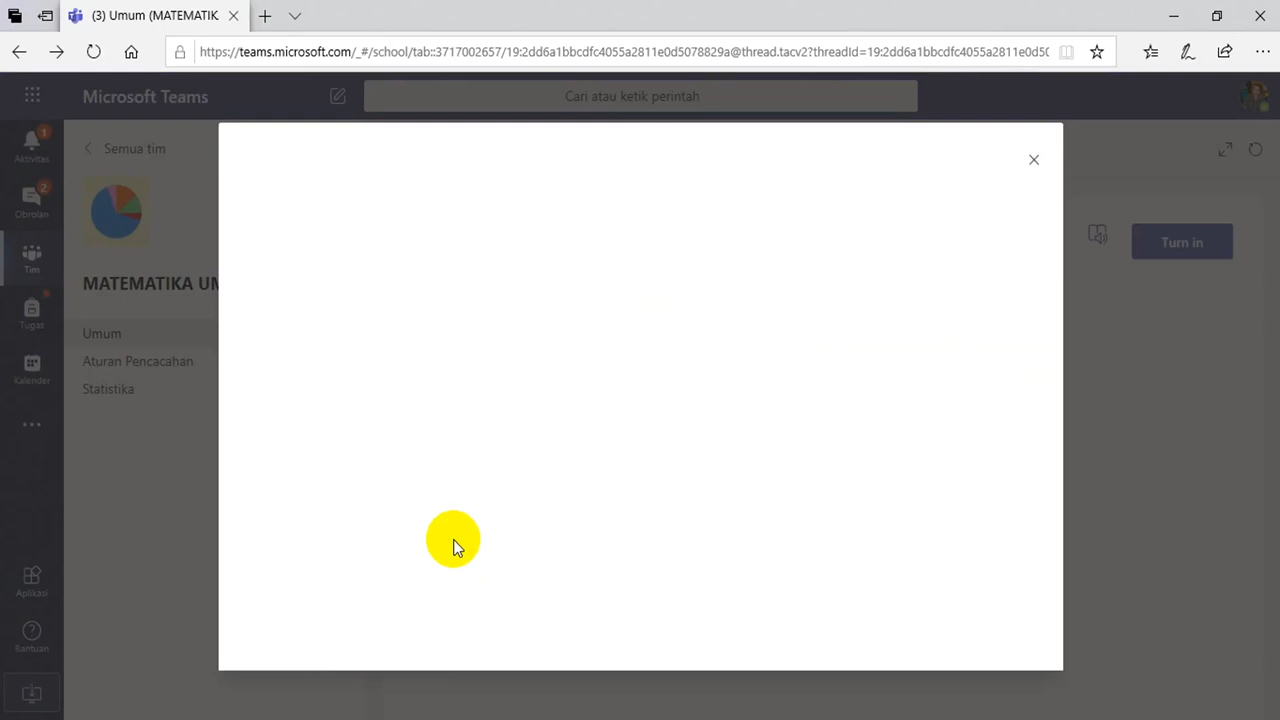 (3) Umum (MATEMATIK
https://teams.microsoft.com/_#/school/tab::3717002657/19:2dd6a1bbcdfc4055a2811e0d5078829a@thread.tacv2?threadId=19:2dd6a1bbcdfc4055a2811e0d50
Microsoft Teams
Cari atau ketik perintah
1
Aktivitas
Semua tim
2
Obrolan
Turn in
Tim
MATEMATIKA UM
Tugas
Umum
Aturan Pencacahan
Kalender
Statistika
Aplikasi
Bantuan